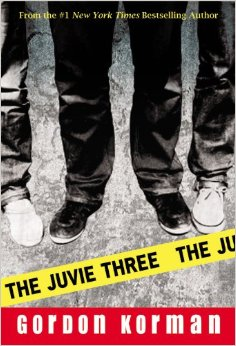 From the #1 New York Times Bestselling Author
THE JUVIE THREE THE JU
GORDON KORMAN